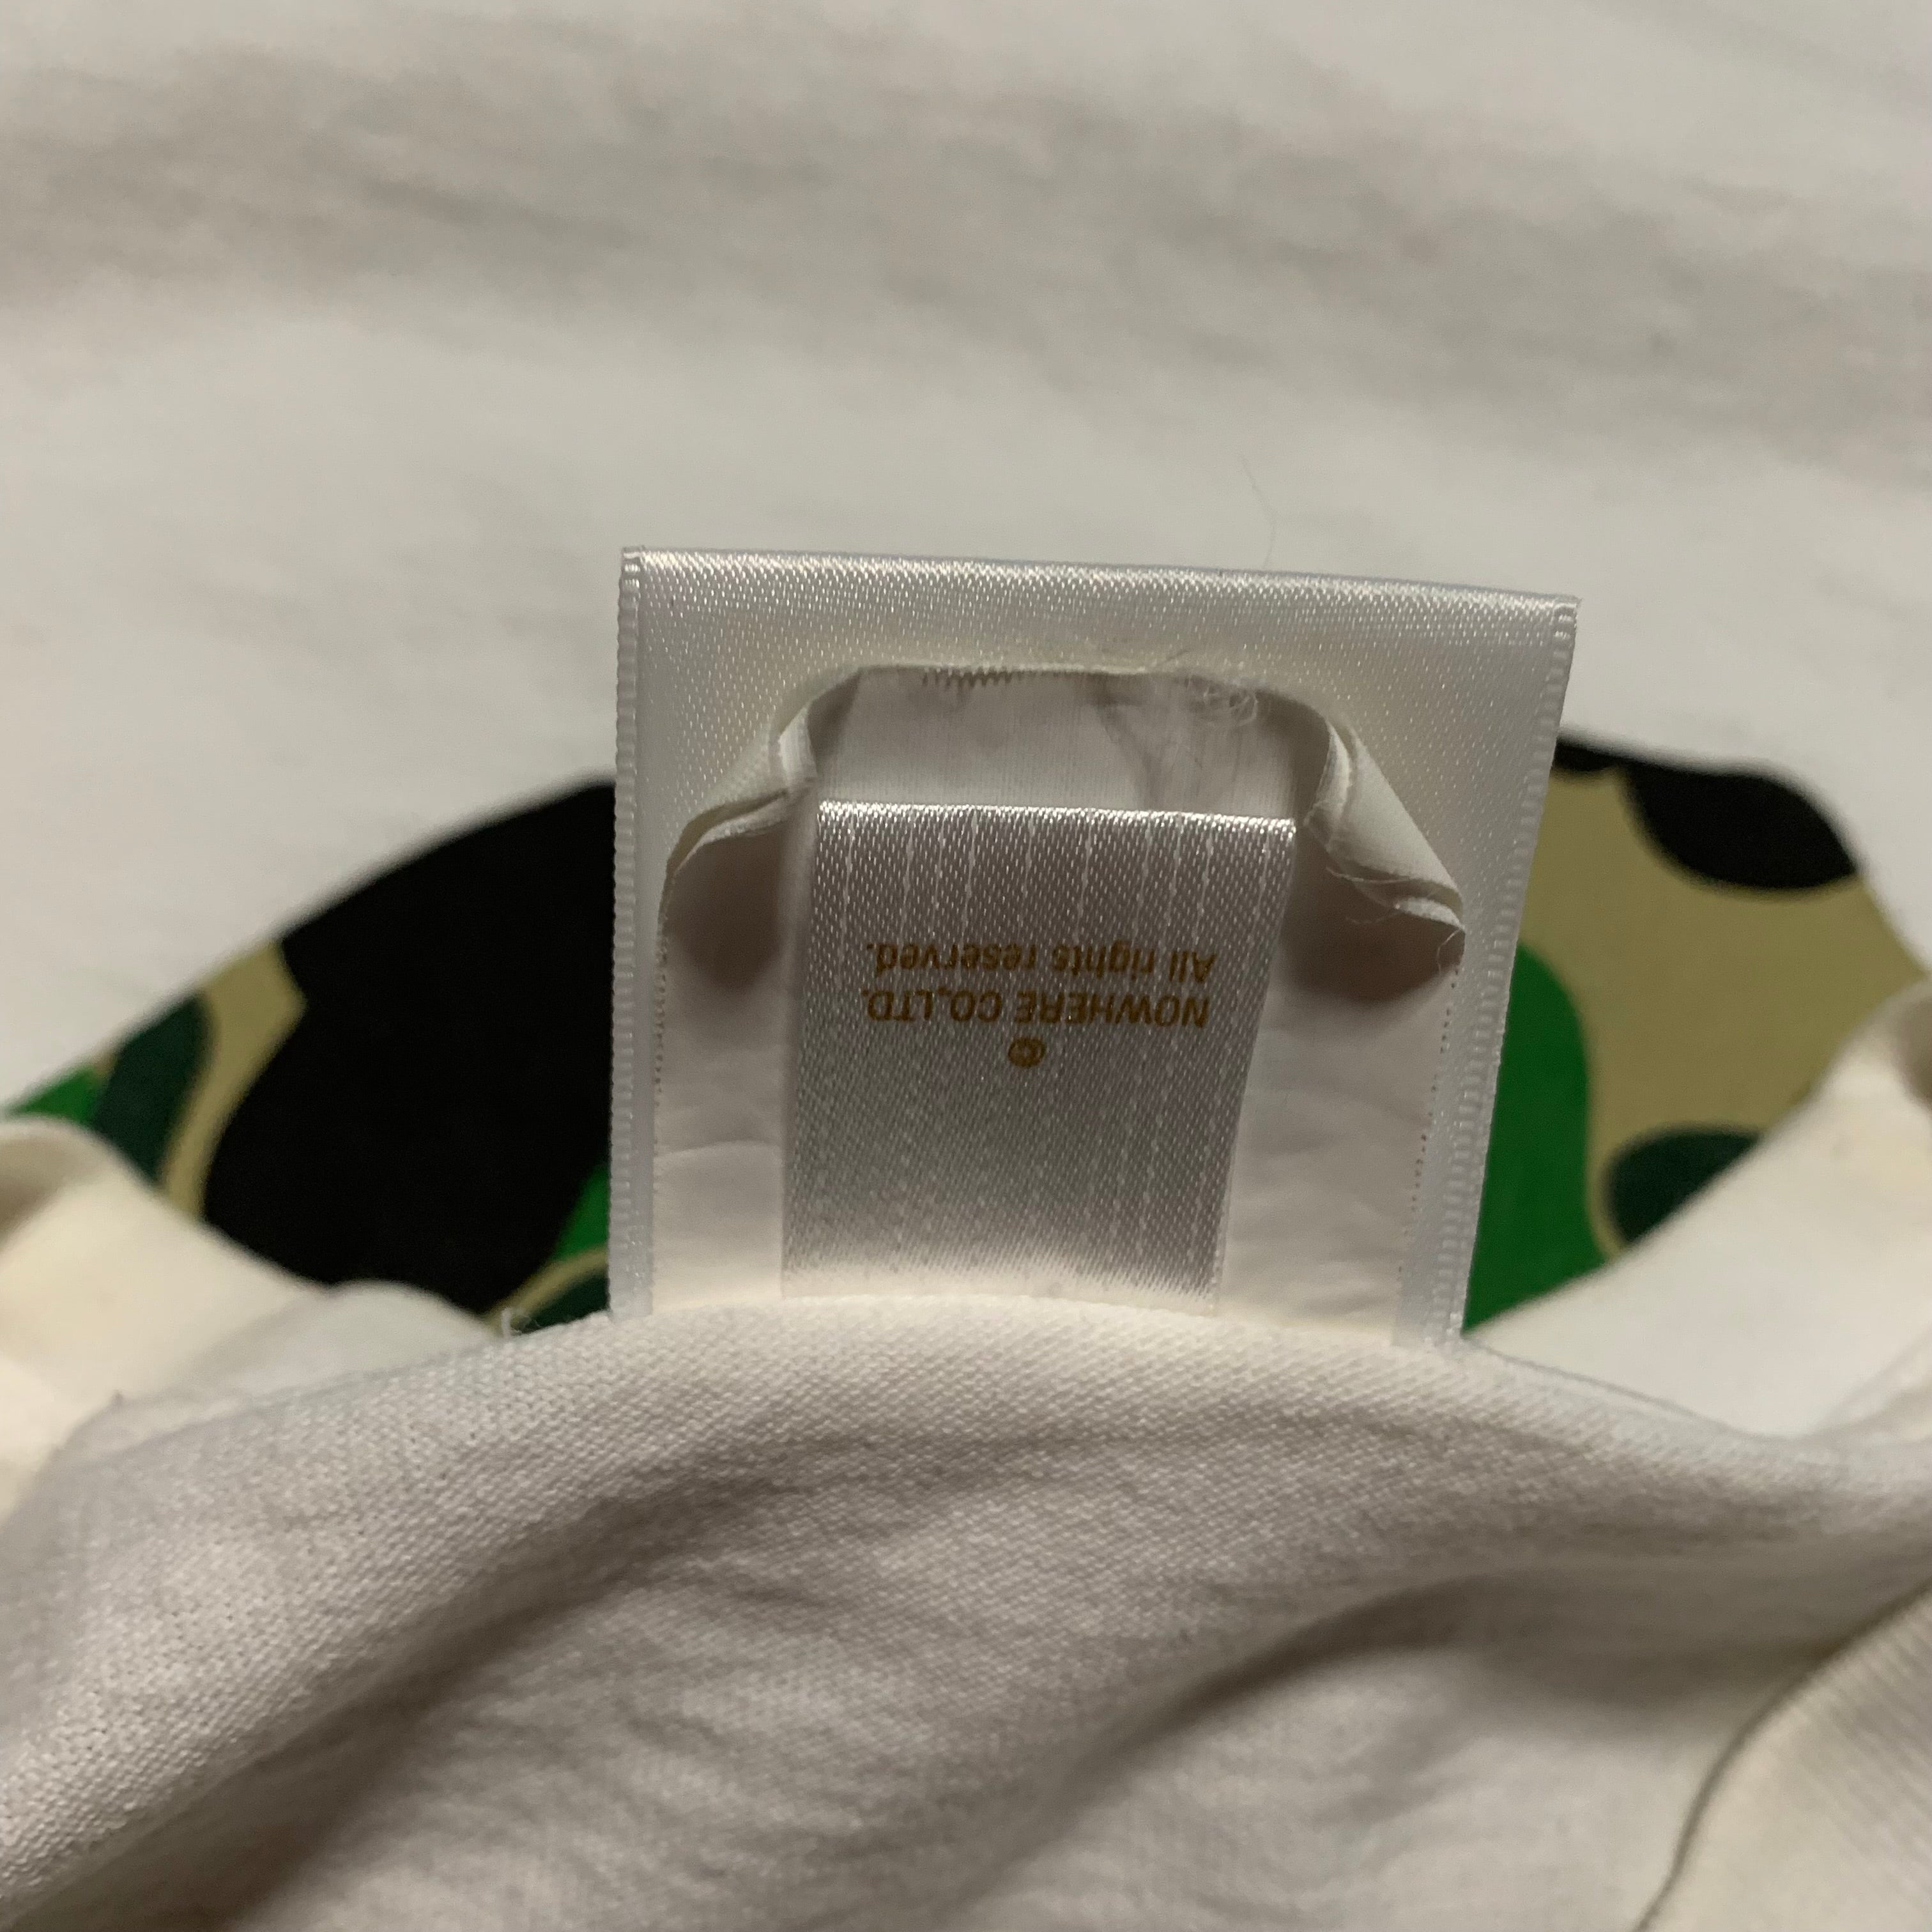 ©
NOWHERE CO.,LTD.
All rights reserved.